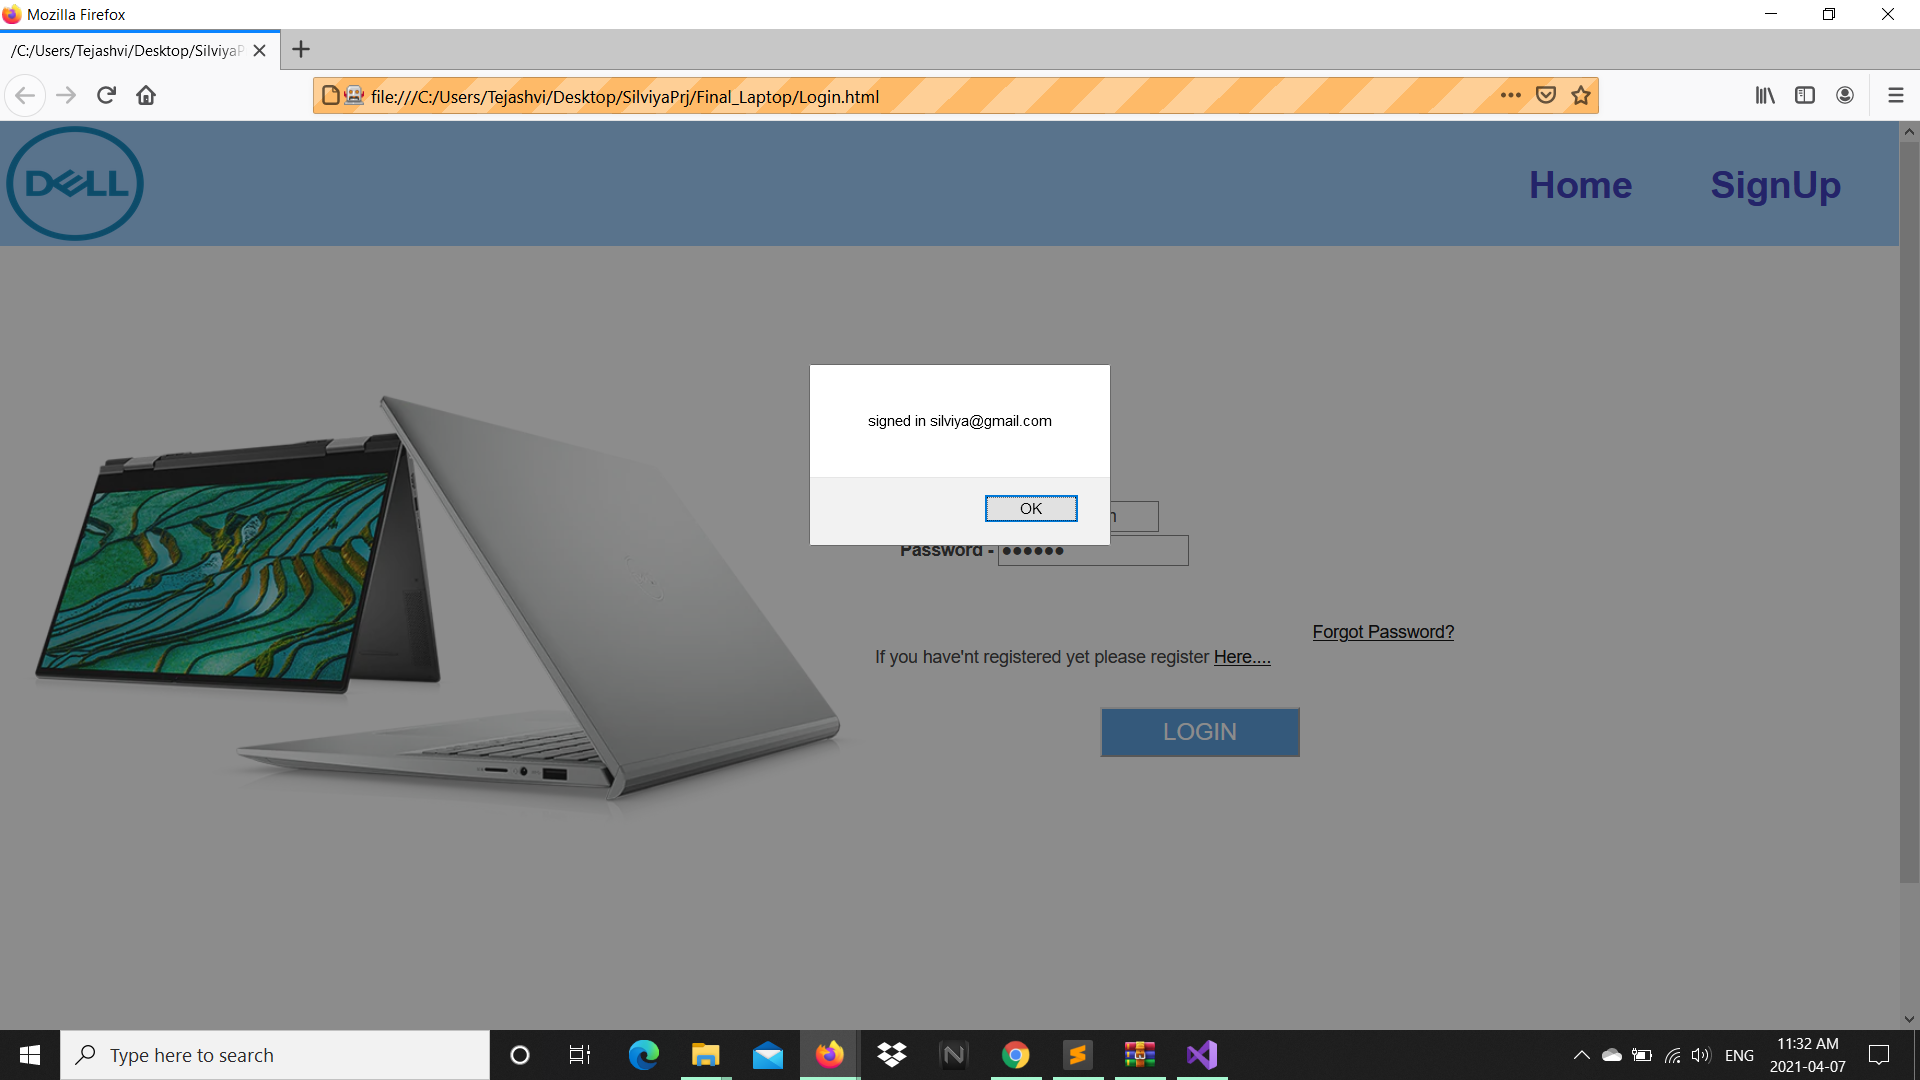 Mozilla Firefox
/C:/Users/Tejashvi/Desktop/SilviyaP
file:///C:/Users/Tejashvi/Desktop/SilviyaPrj/Final_Laptop/Login.html
DELL
Home
SignUp
signed in silviya@gmail.com
OK
Password -
Forgot Password?
If you have'nt registered yet please register Here....
LOGIN
Type here to search
ENG
11:32 AM
2021-04-07